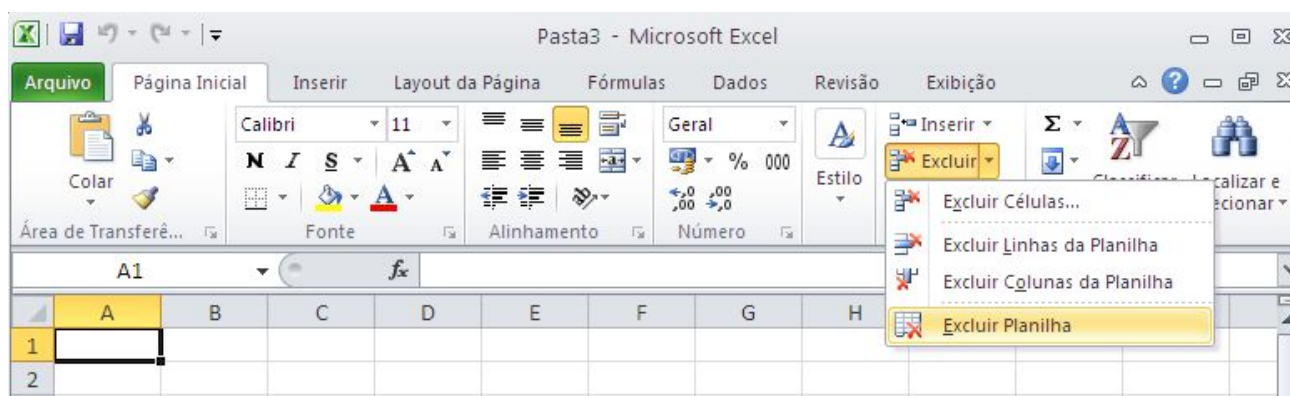 Pasta3 - Microsoft Excel
Arquivo Página Inicial Inserir Layout da Página Fórmulas Dados Revisão Exibição
Calibri 11 Geral Inserir Σ
N I S A A % 000 Excluir
Colar Estilo
A ,00 ,0
Área de Transferê... Fonte Alinhamento Número
Excluir Células...
Excluir Linhas da Planilha
Excluir Colunas da Planilha
Excluir Planilha
A1 fx
A B C D E F G H
1
2